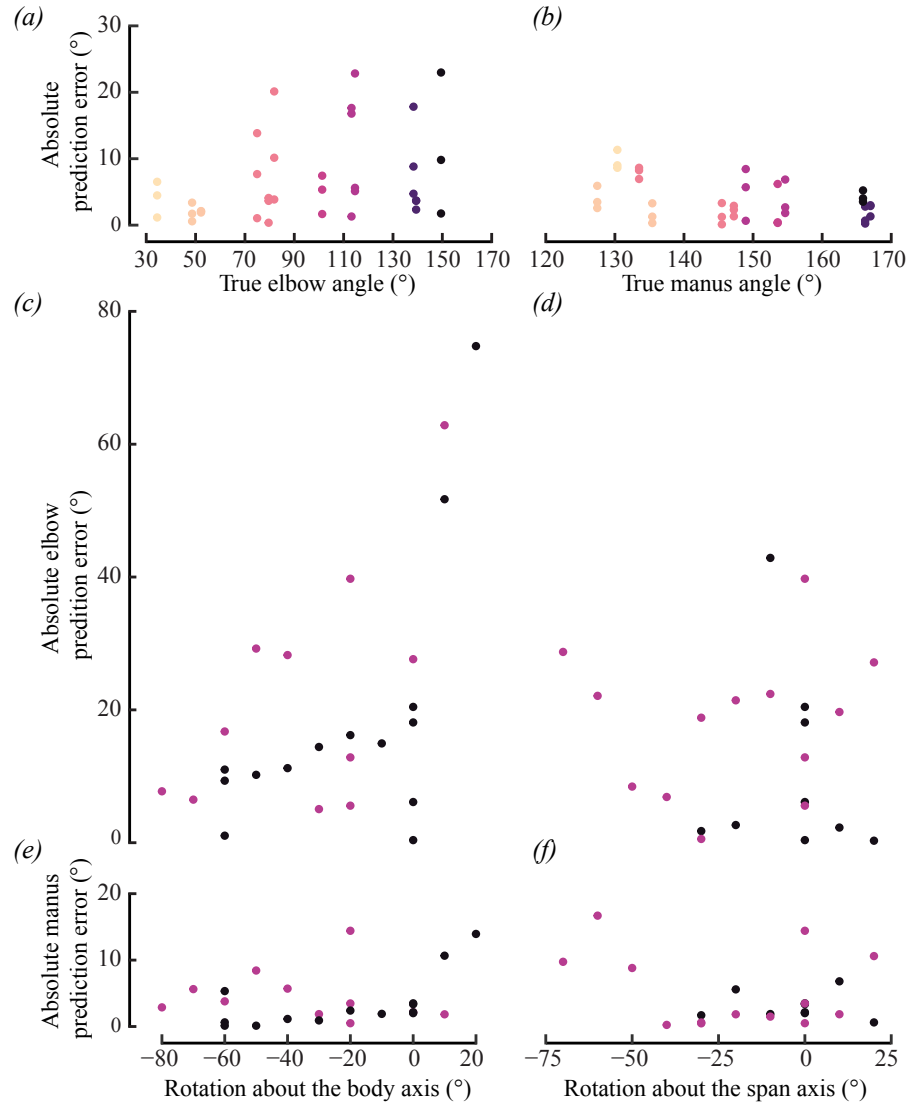 (a) (b)
Absolute
prediction error (°)
30
20
10
0
30 50 70 90 110 130 150 170
120 130 140 150 160 170
True elbow angle (°) True manus angle (°)
(c) (d)
Absolute elbow
predition error (°)
80
60
40
20
0
(e) (f)
Absolute manus
prediction error (°)
20
10
0
−80 −60 −40 −20 0 20
−75 −50 −25 0 25
Rotation about the body axis (°) Rotation about the span axis (°)